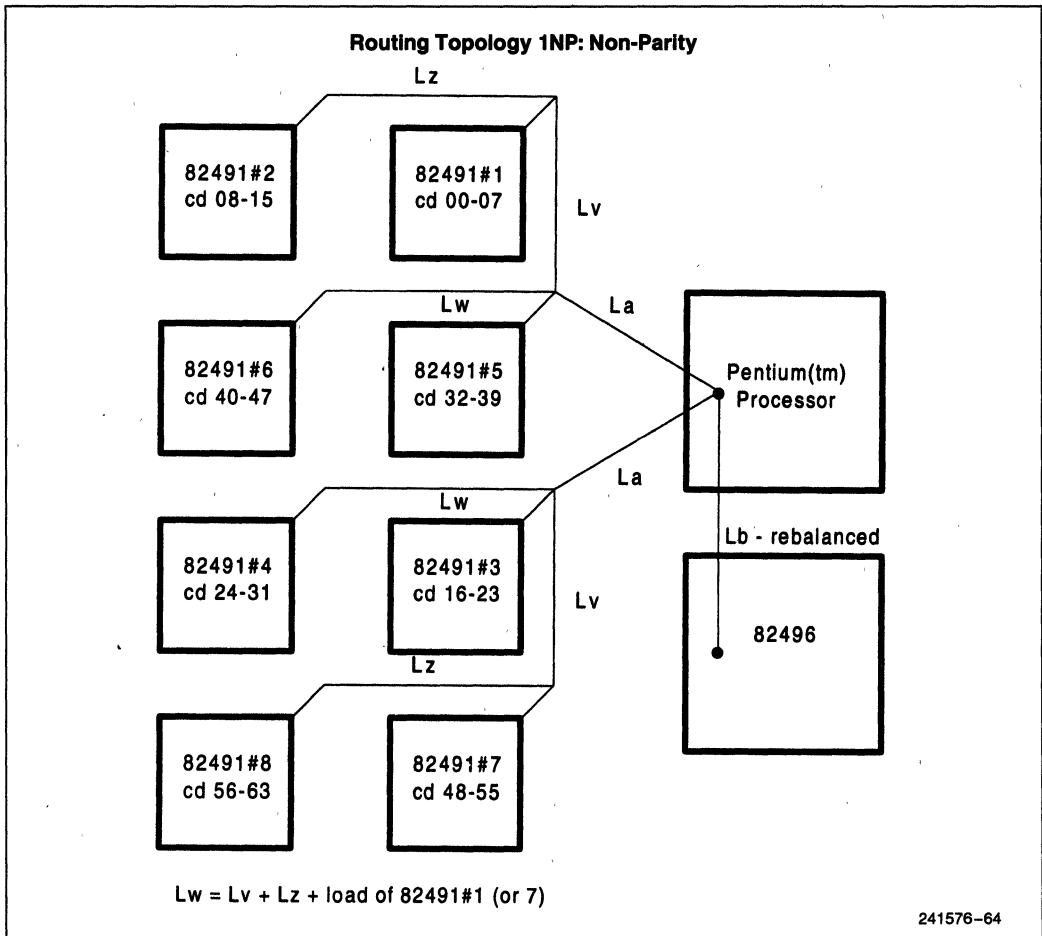 Routing Topology 1NP: Non-Parity
Lz
82491#2
cd 08-15
82491#1
cd 00-07
Lv
Lw
La
82491#6
cd 40-47
82491#5
cd 32-39
Pentium(tm)
Processor
La
Lw
Lb - rebalanced
82491#4
cd 24-31
82491#3
cd 16-23
Lv
82496
Lz
82491#8
cd 56-63
82491#7
cd 48-55
Lw = Lv + Lz + load of 82491#1 (or 7)
241576-64